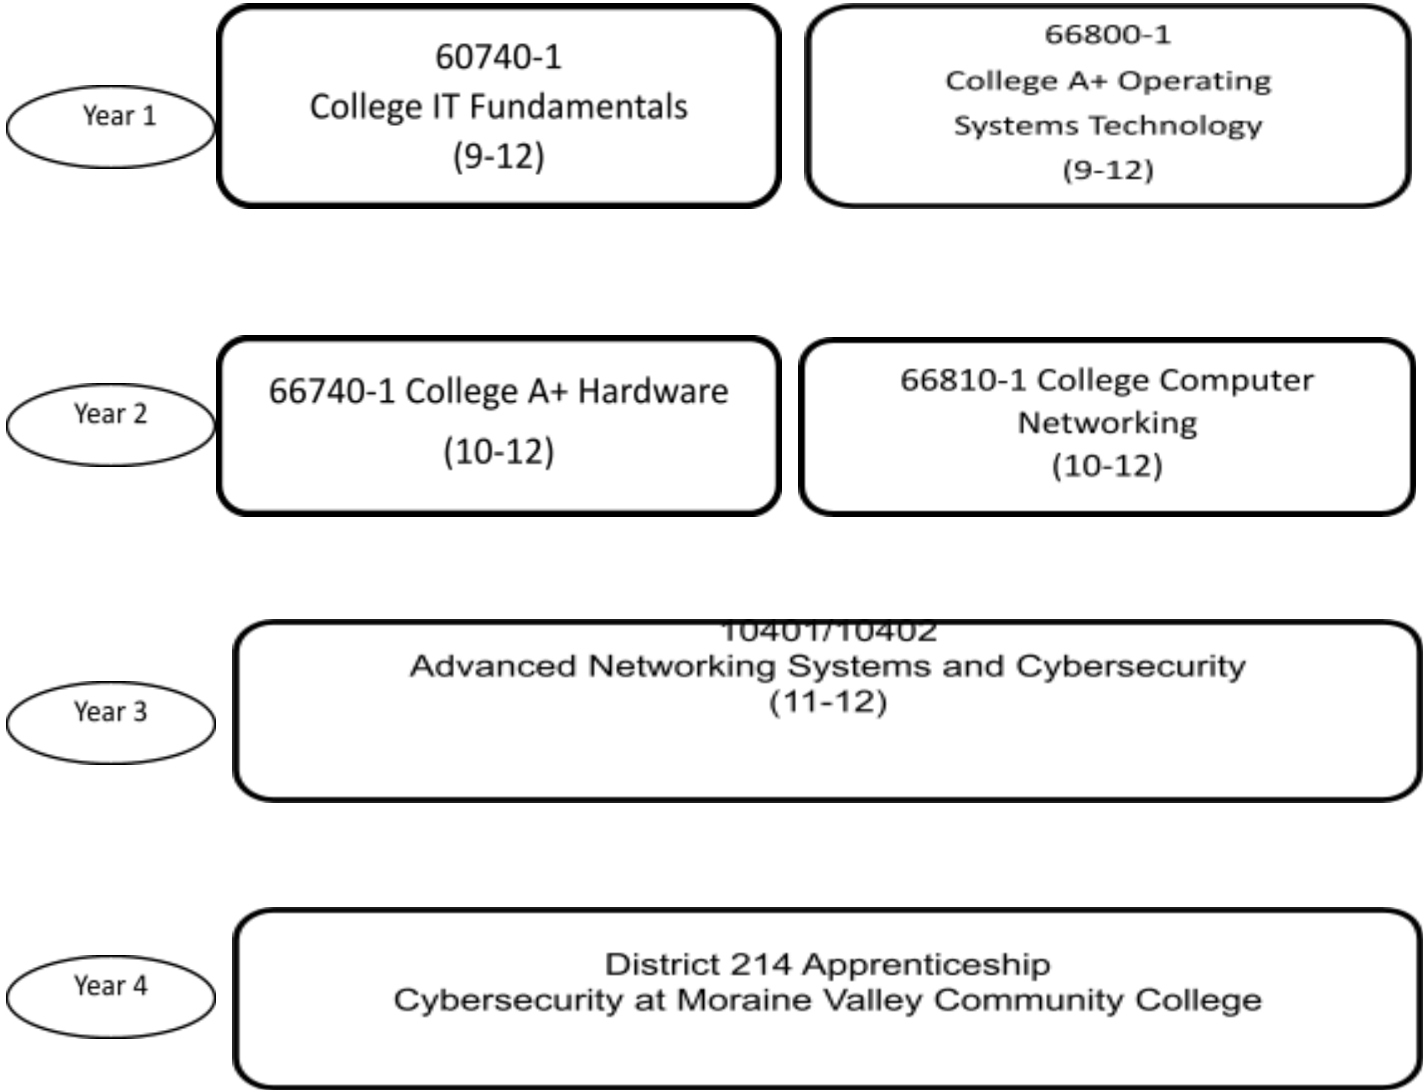 Year 1
60740-1
College IT Fundamentals
(9-12)
66800-1
College A+ Operating
Systems Technology
(9-12)
Year 2
66740-1 College A+ Hardware
(10-12)
66810-1 College Computer
Networking
(10-12)
Year 3
10401/10402
Advanced Networking Systems and Cybersecurity
(11-12)
Year 4
District 214 Apprenticeship
Cybersecurity at Moraine Valley Community College